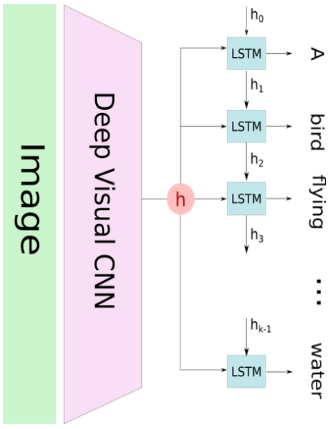 Image
Deep Visual CNN
h
h0
LSTM
A
h1
LSTM
bird
h2
LSTM
flying
h3
...
hk-1
LSTM
water